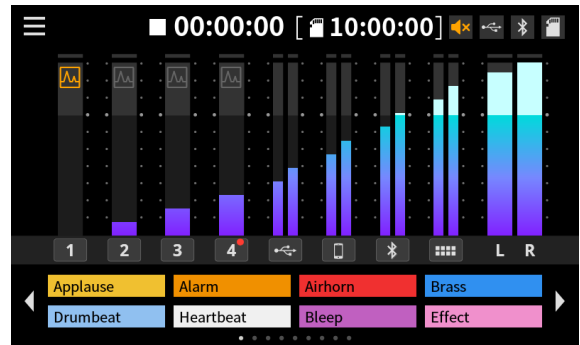 00:00:00 [ 10:00:00]
1 2 3 4 L R
Applause Alarm Airhorn Brass
Drumbeat Heartbeat Bleep Effect